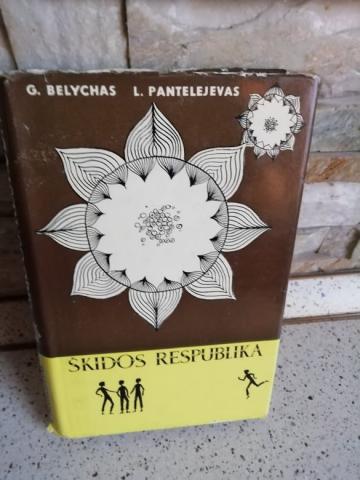 G. BELYCHAS L. PANTELEJEVAS
ŠKIDOS RESPUBLIKA